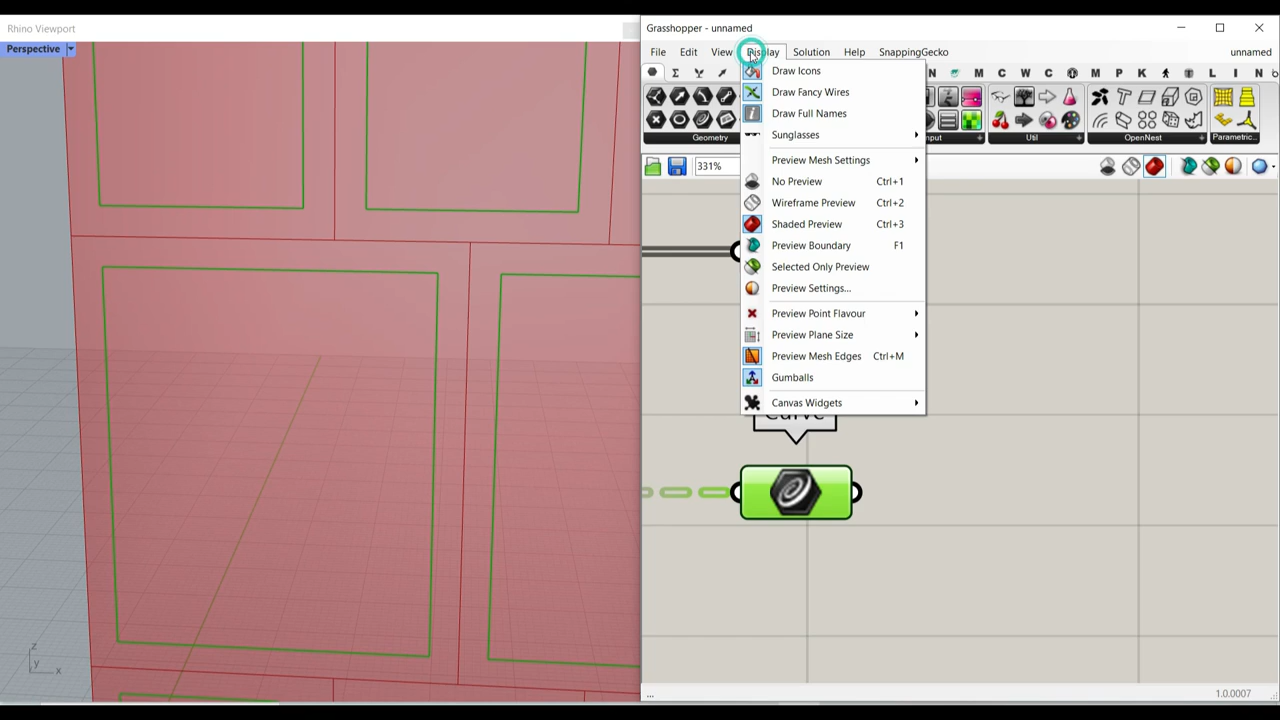 Rhino Viewport
Perspective
z
y
x
Grasshopper - unnamed
File Edit View Display Solution Help SnappingGecko unnamed
N M C W C M P K L I N
Geometry
Util
OpenNest
Parametric...
331%
Draw Icons
Draw Fancy Wires
Draw Full Names
Sunglasses
Preview Mesh Settings
No Preview Ctrl+1
Wireframe Preview Ctrl+2
Shaded Preview Ctrl+3
Preview Boundary F1
Selected Only Preview
Preview Settings...
Preview Point Flavour
Preview Plane Size
Preview Mesh Edges Ctrl+M
Gumballs
Canvas Widgets
Curve
...
1.0.0007